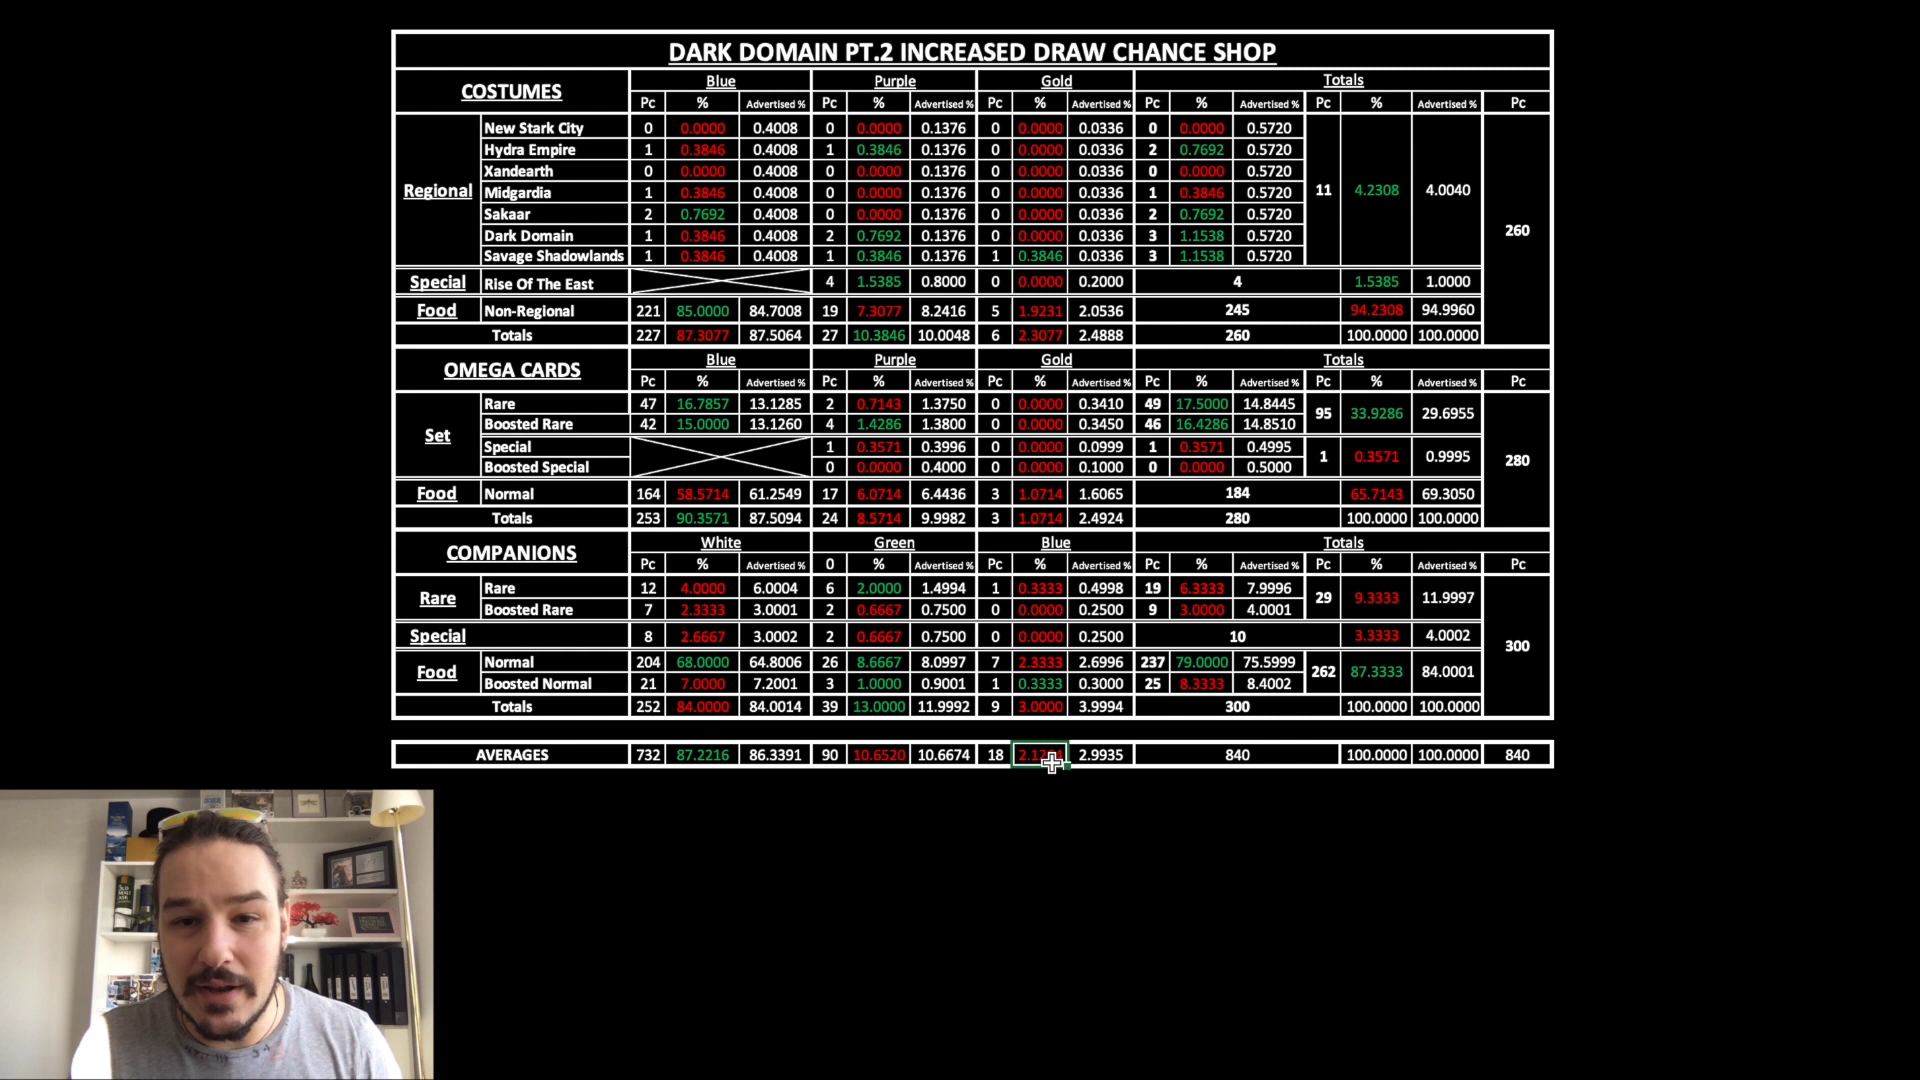 DARK DOMAIN PT.2 INCREASED DRAW CHANCE SHOP
COSTUMES Blue Purple Gold Totals
Pc % Advertised % Pc % Advertised % Pc % Advertised % Pc % Advertised % Pc % Advertised % Pc
Regional New Stark City 0 0.0000 0.4008 0 0.0000 0.1376 0 0.0000 0.0336 0 0.0000 0.5720 11 4.2308 4.0040 260
Hydra Empire 1 0.3846 0.4008 1 0.3846 0.1376 0 0.0000 0.0336 2 0.7692 0.5720
Xandearth 0 0.0000 0.4008 0 0.0000 0.1376 0 0.0000 0.0336 0 0.0000 0.5720
Midgardia 1 0.3846 0.4008 0 0.0000 0.1376 0 0.0000 0.0336 1 0.3846 0.5720
Sakaar 2 0.7692 0.4008 0 0.0000 0.1376 0 0.0000 0.0336 2 0.7692 0.5720
Dark Domain 1 0.3846 0.4008 2 0.7692 0.1376 0 0.0000 0.0336 3 1.1538 0.5720
Savage Shadowlands 1 0.3846 0.4008 1 0.3846 0.1376 1 0.3846 0.0336 3 1.1538 0.5720
Special Rise Of The East 4 1.5385 0.8000 0 0.0000 0.2000 4 1.5385 1.0000
Food Non-Regional 221 85.0000 84.7008 19 7.3077 8.2416 5 1.9231 2.0536 245 94.2308 94.9960
Totals 227 87.3077 87.5064 27 10.3846 10.0048 6 2.3077 2.4888 260 100.0000 100.0000
OMEGA CARDS Blue Purple Gold Totals
Pc % Advertised % Pc % Advertised % Pc % Advertised % Pc % Advertised % Pc % Advertised % Pc
Set Rare 47 16.7857 13.1285 2 0.7143 1.3750 0 0.0000 0.3410 49 17.5000 14.8445 95 33.9286 29.6955 280
Boosted Rare 42 15.0000 13.1260 4 1.4286 1.3800 0 0.0000 0.3450 46 16.4286 14.8510
Special 1 0.3571 0.3996 0 0.0000 0.0999 1 0.3571 0.4995 1 0.3571 0.9995
Boosted Special 0 0.0000 0.4000 0 0.0000 0.1000 0 0.0000 0.5000
Food Normal 164 58.5714 61.2549 17 6.0714 6.4436 3 1.0714 1.6065 184 65.7143 69.3050
Totals 253 90.3571 87.5094 24 8.5714 9.9982 3 1.0714 2.4924 280 100.0000 100.0000
COMPANIONS White Green Blue Totals
Pc % Advertised % 0 % Advertised % Pc % Advertised % Pc % Advertised % Pc % Advertised % Pc
Rare Rare 12 4.0000 6.0004 6 2.0000 1.4994 1 0.3333 0.4998 19 6.3333 7.9996 29 9.3333 11.9997 300
Boosted Rare 7 2.3333 3.0001 2 0.6667 0.7500 0 0.0000 0.2500 9 3.0000 4.0001
Special 8 2.6667 3.0002 2 0.6667 0.7500 0 0.0000 0.2500 10 3.3333 4.0002
Food Normal 204 68.0000 64.8006 26 8.6667 8.0997 7 2.3333 2.6996 237 79.0000 75.5999 262 87.3333 84.0001
Boosted Normal 21 7.0000 7.2001 3 1.0000 0.9001 1 0.3333 0.3000 25 8.3333 8.4002
Totals 252 84.0000 84.0014 39 13.0000 11.9992 9 3.0000 3.9994 300 100.0000 100.0000
AVERAGES 732 87.2216 86.3391 90 10.6520 10.6674 18 2.9935 840 100.0000 100.0000 840